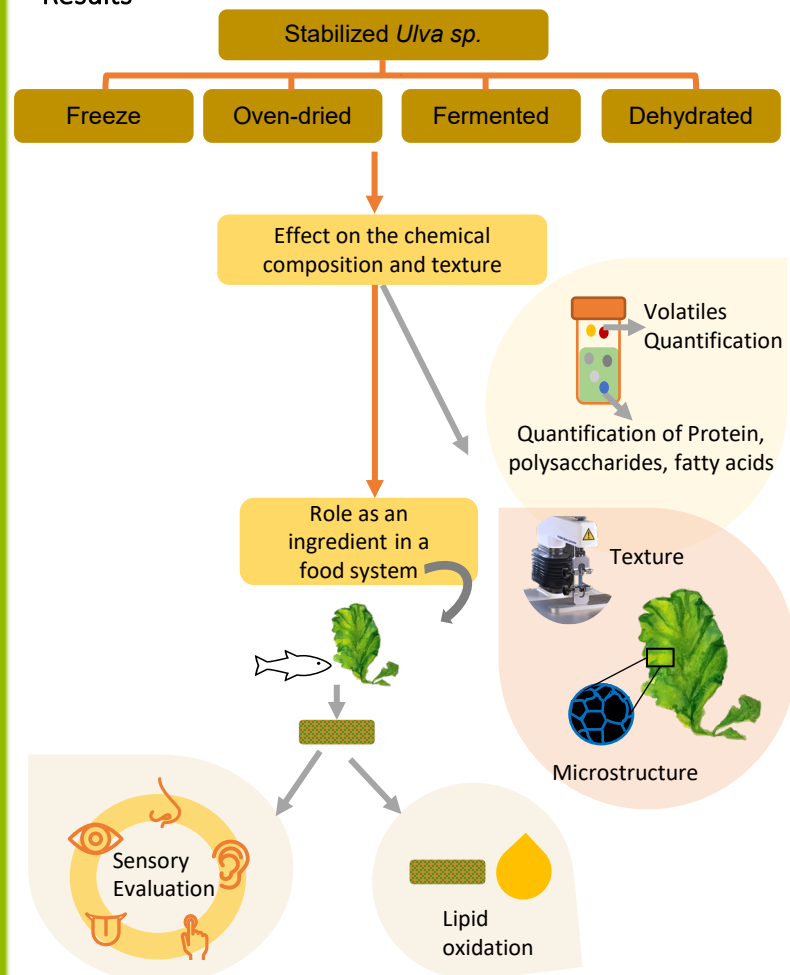 Results
Stabilized Ulva sp.
Freeze
Oven-dried
Fermented
Dehydrated
Effect on the chemical
composition and texture
Volatiles
Quantification
Quantification of Protein,
polysaccharides, fatty acids
Role as an
ingredient in a
food system
Texture
Microstructure
Sensory
Evaluation
Lipid
oxidation